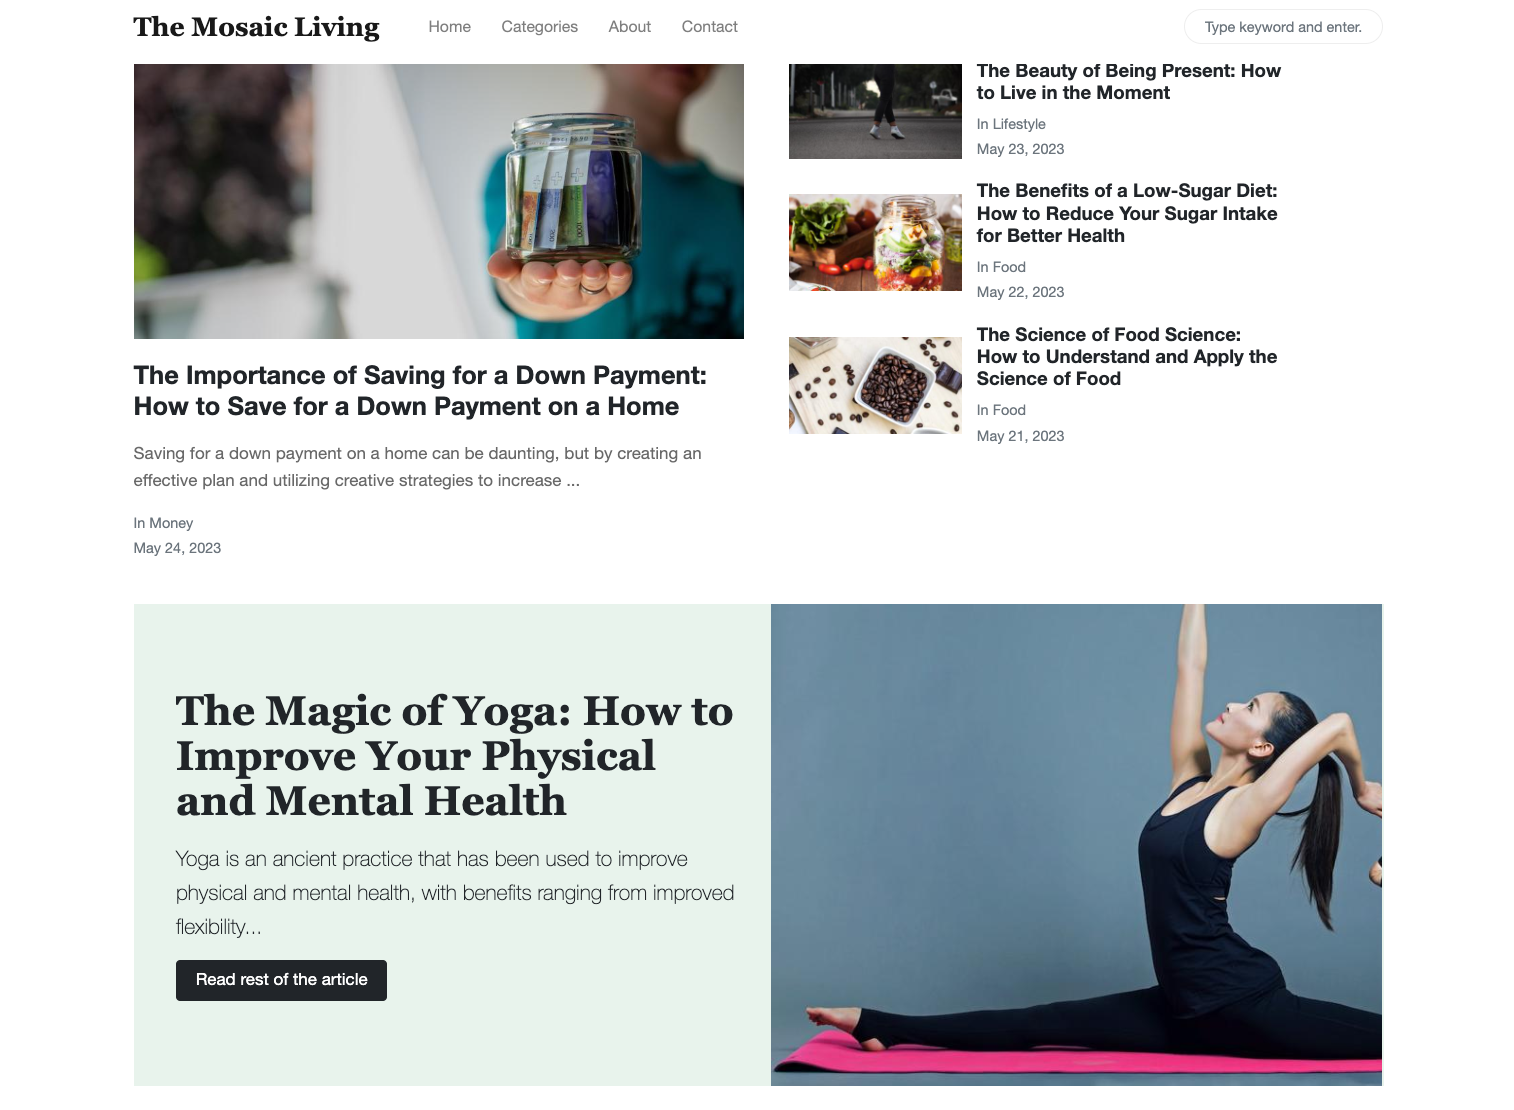 The Mosaic Living
Home
Categories
About
Contact
Type keyword and enter.
The Importance of Saving for a Down Payment:
How to Save for a Down Payment on a Home
Saving for a down payment on a home can be daunting, but by creating an
effective plan and utilizing creative strategies to increase ...
In Money
May 24, 2023
The Beauty of Being Present: How
to Live in the Moment
In Lifestyle
May 23, 2023
The Benefits of a Low-Sugar Diet:
How to Reduce Your Sugar Intake
for Better Health
In Food
May 22, 2023
The Science of Food Science:
How to Understand and Apply the
Science of Food
In Food
May 21, 2023
The Magic of Yoga: How to
Improve Your Physical
and Mental Health
Yoga is an ancient practice that has been used to improve
physical and mental health, with benefits ranging from improved
flexibility...
Read rest of the article